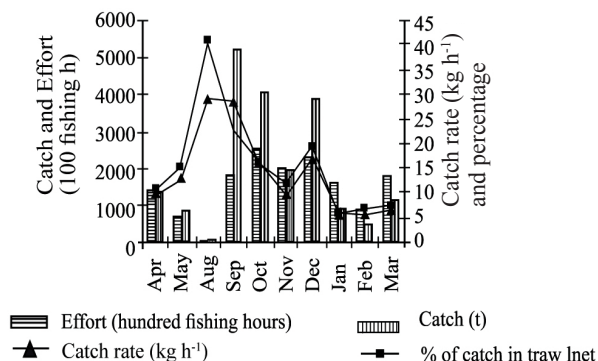 6000
5000
4000
3000
2000
1000
0
Catch and Effort
(100 fishing h)
45
40
35
30
25
20
15
10
5
0
Catch rate (kg h⁻¹)
and percentage
Apr May Aug Sep Oct Nov Dec Jan Feb Mar
Effort (hundred fishing hours) Catch (t)
Catch rate (kg h⁻¹) % of catch in traw lnet